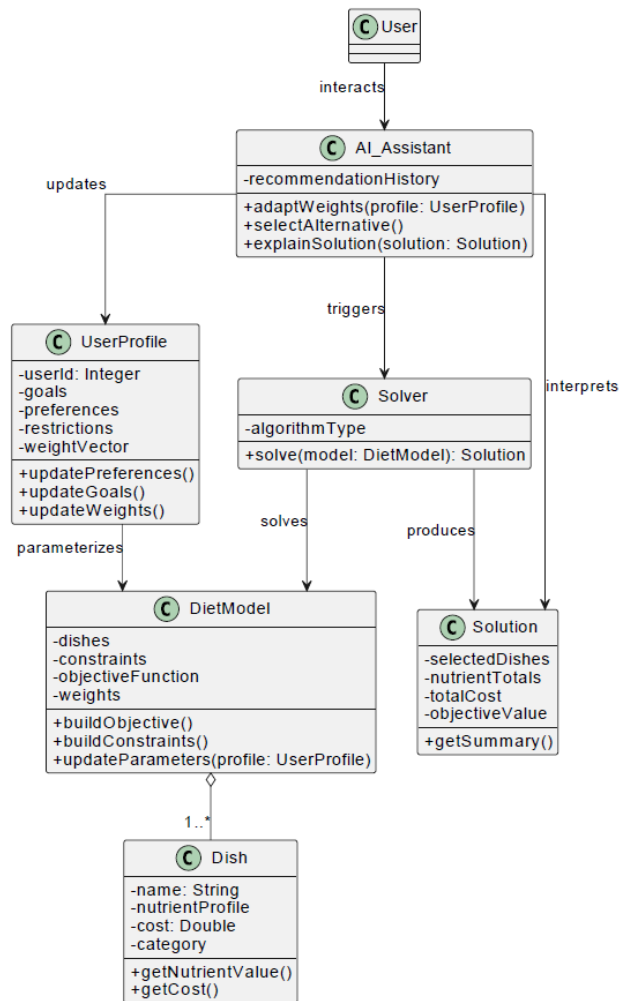 C User
interacts
C AI_Assistant
-recommendationHistory
+adaptWeights(profile: UserProfile)
+selectAlternative()
+explainSolution(solution: Solution)
updates
triggers
interprets
C UserProfile
-userId: Integer
-goals
-preferences
-restrictions
-weightVector
+updatePreferences()
+updateGoals()
+updateWeights()
C Solver
-algorithmType
+solve(model: DietModel): Solution
parameterizes
solves
produces
C DietModel
-dishes
-constraints
-objectiveFunction
-weights
+buildObjective()
+buildConstraints()
+updateParameters(profile: UserProfile)
C Solution
-selectedDishes
-nutrientTotals
-totalCost
-objectiveValue
+getSummary()
1..*
C Dish
-name: String
-nutrientProfile
-cost: Double
-category
+getNutrientValue()
+getCost()